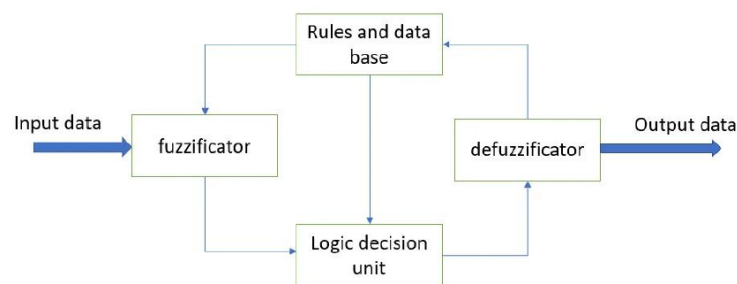 Rules and data
base
Input data
fuzzificator
defuzzificator
Output data
Logic decision
unit